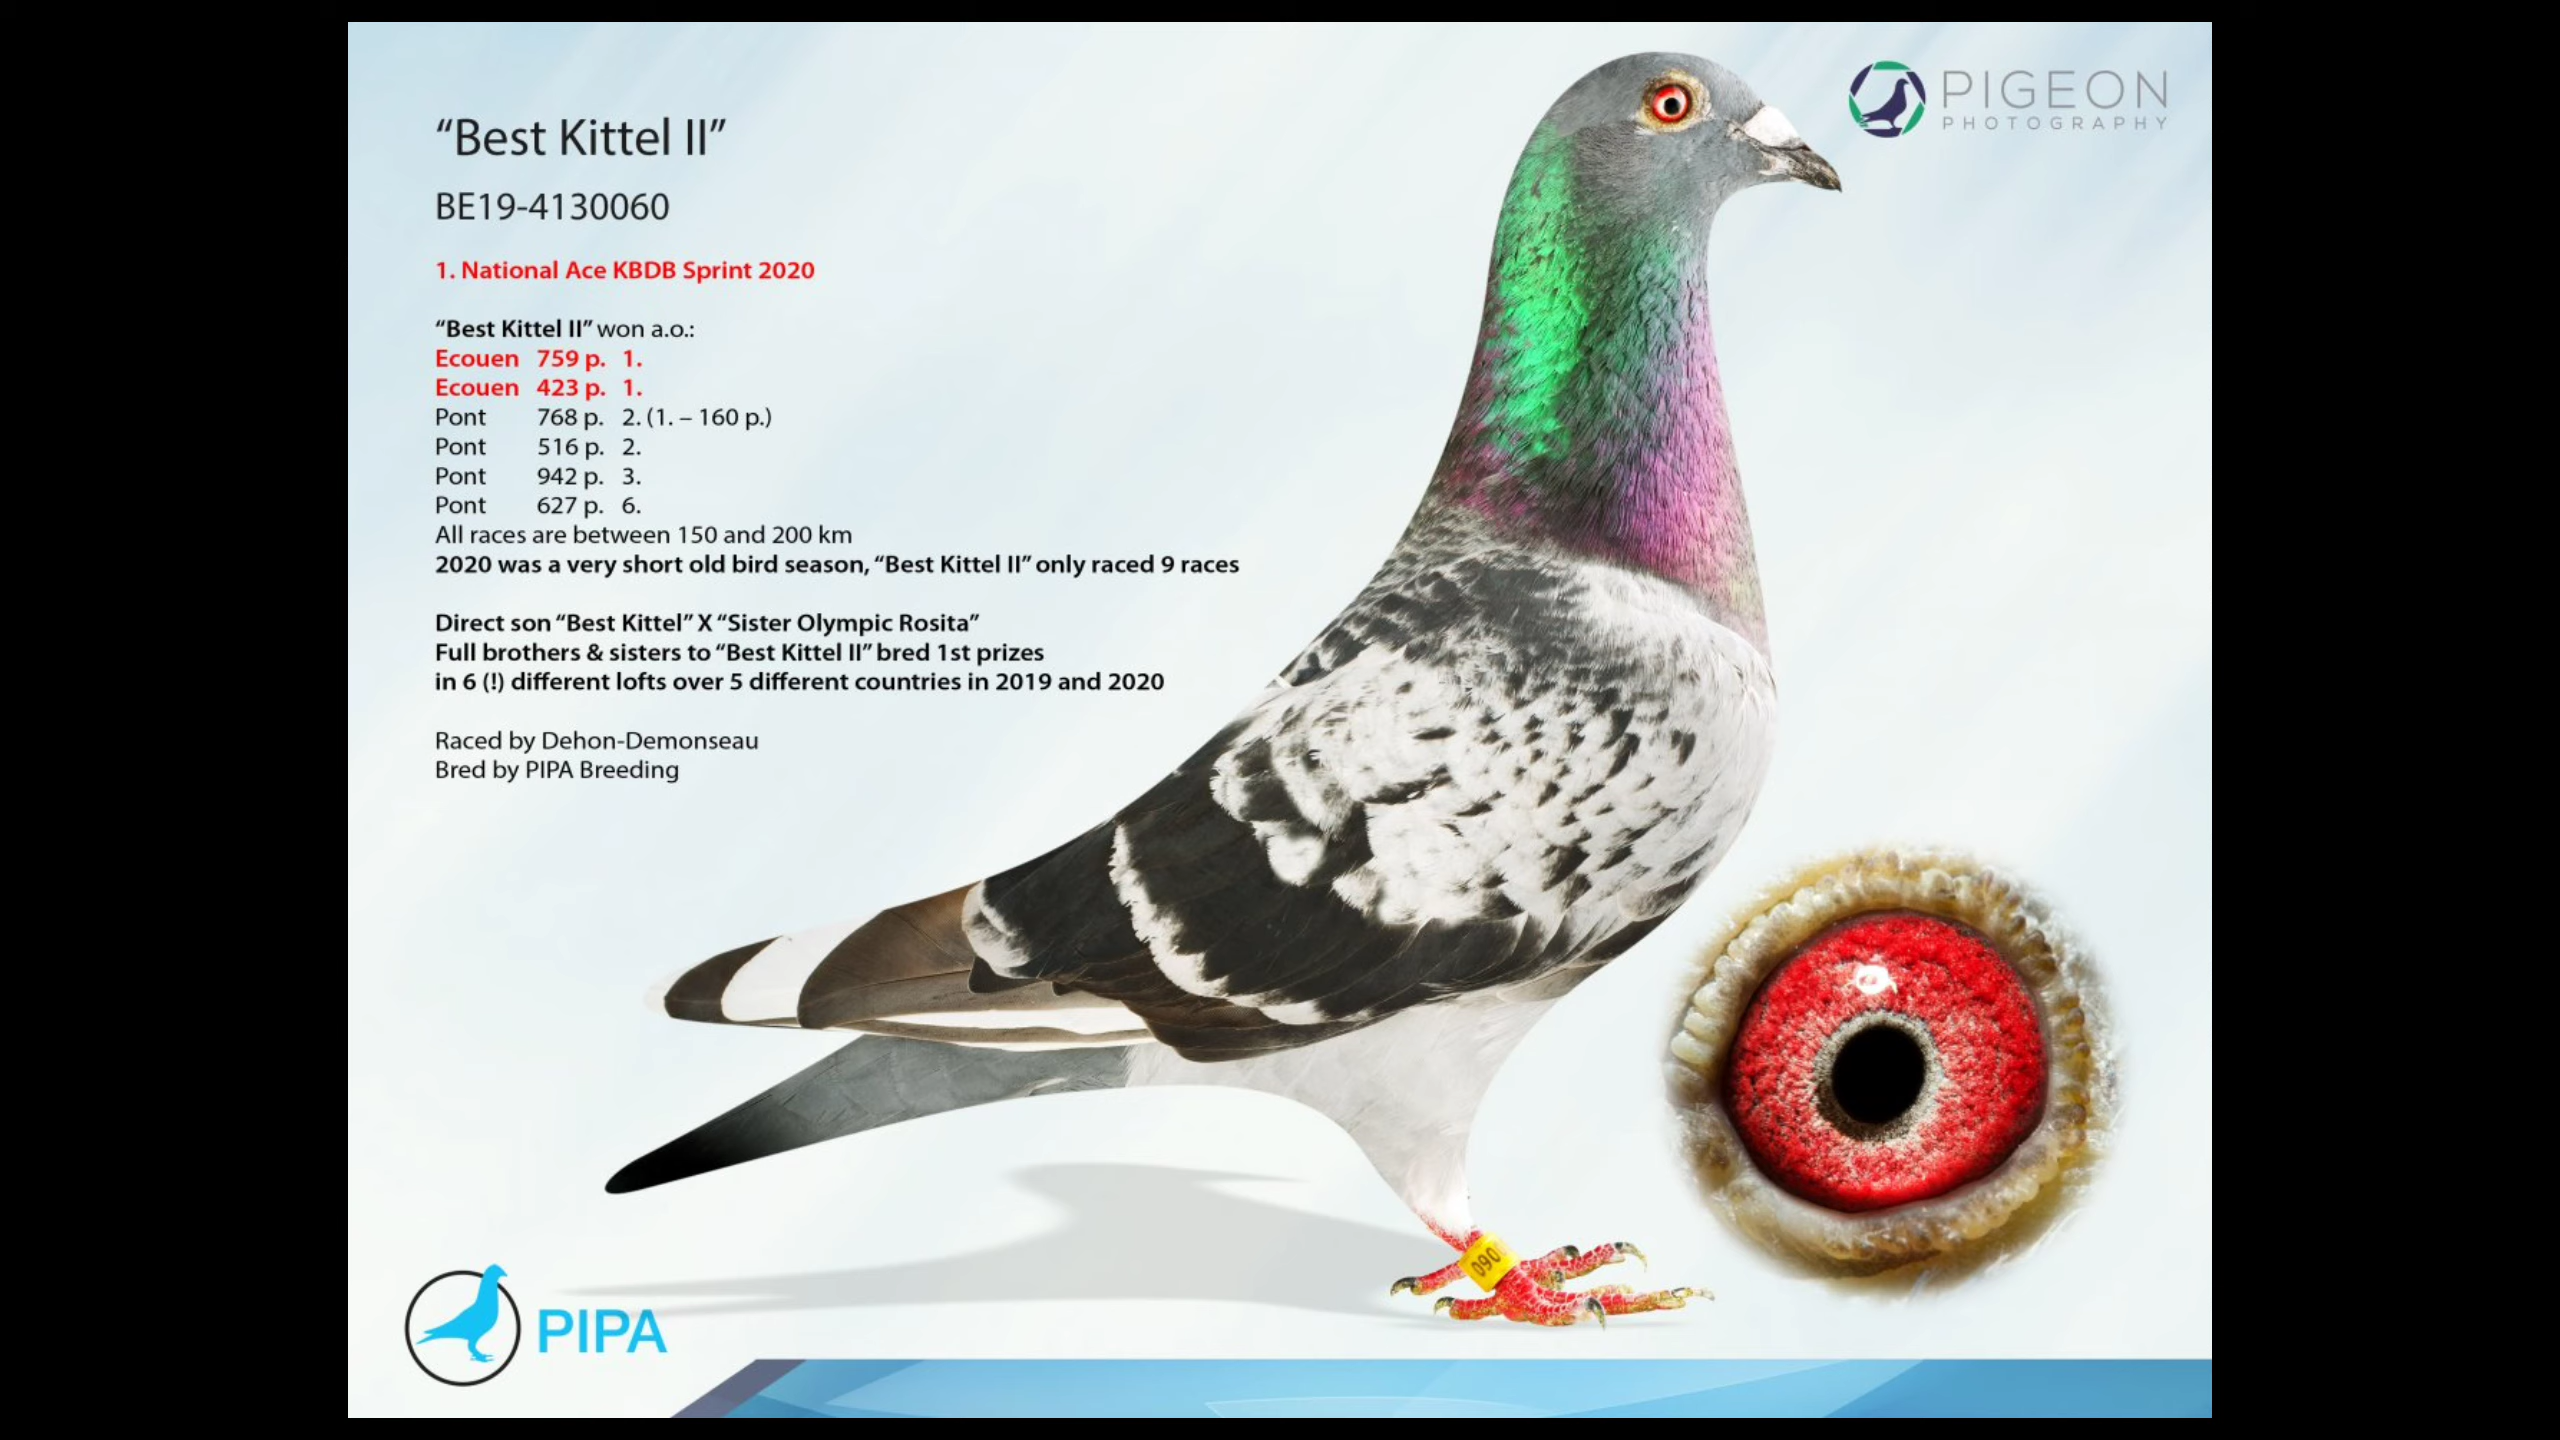 “Best Kittel II”
BE19-4130060
1. National Ace KBDB Sprint 2020
“Best Kittel II” won a.o.:
Ecouen 759 p. 1.
Ecouen 423 p. 1.
Pont 768 p. 2. (1. – 160 p.)
Pont 516 p. 2.
Pont 942 p. 3.
Pont 627 p. 6.
All races are between 150 and 200 km
2020 was a very short old bird season, “Best Kittel II” only raced 9 races
Direct son “Best Kittel” X “Sister Olympic Rosita”
Full brothers & sisters to “Best Kittel II” bred 1st prizes
in 6 (!) different lofts over 5 different countries in 2019 and 2020
Raced by Dehon-Demonseau
Bred by PIPA Breeding
PIGEON
PHOTOGRAPHY
060
PIPA